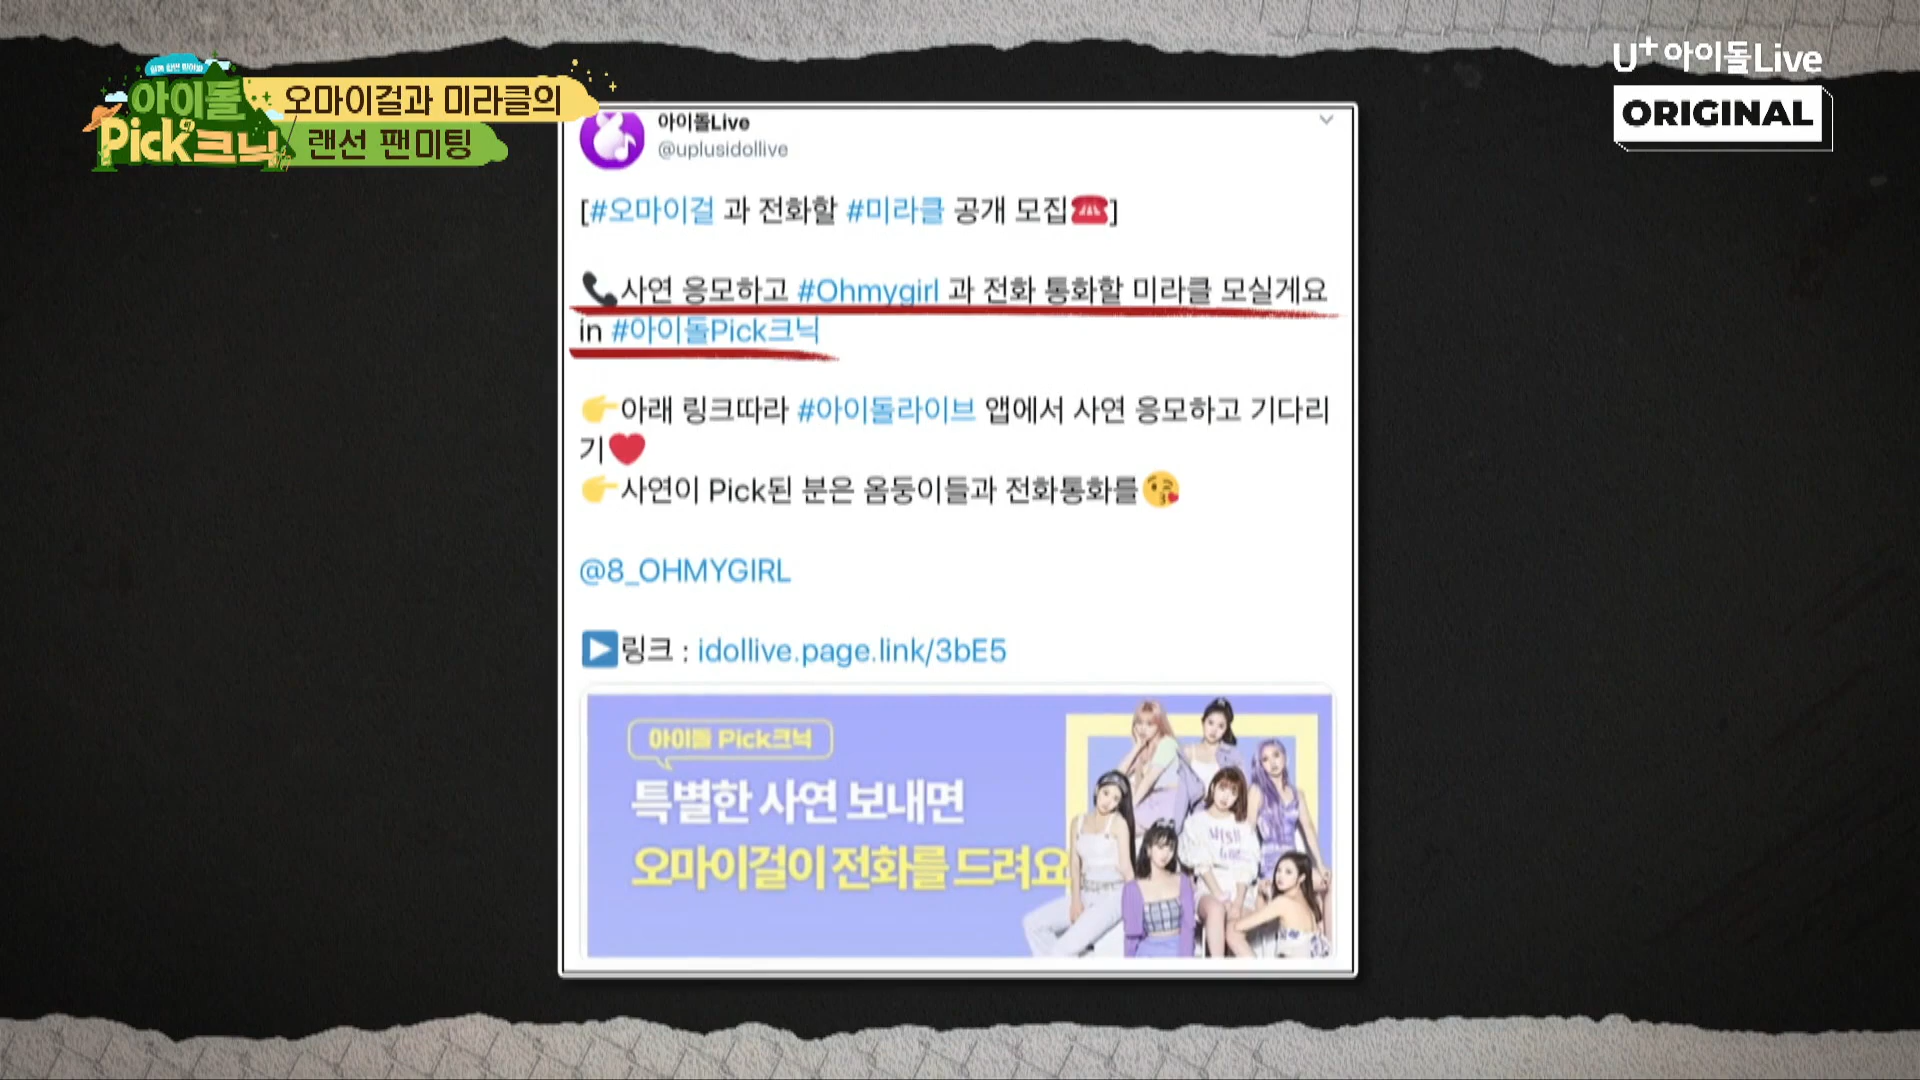 아이돌
Pick크닉
오마이걸과 미라클의
랜선 팬미팅
U+아이돌Live
ORIGINAL
아이돌Live
@uplusidollive
[#오마이걸 과 전화할 #미라클 공개 모집☎️]
📞사연 응모하고 #Ohmygirl 과 전화 통화할 미라클 모실게요
in #아이돌Pick크닉
👉아래 링크따라 #아이돌라이브 앱에서 사연 응모하고 기다리
기❤️
👉사연이 Pick된 분은 옴둥이들과 전화통화를😘
@8_OHMYGIRL
▶️링크 : idollive.page.link/3bE5
아이돌 Pick크닉
특별한 사연 보내면
오마이걸이 전화를 드려요